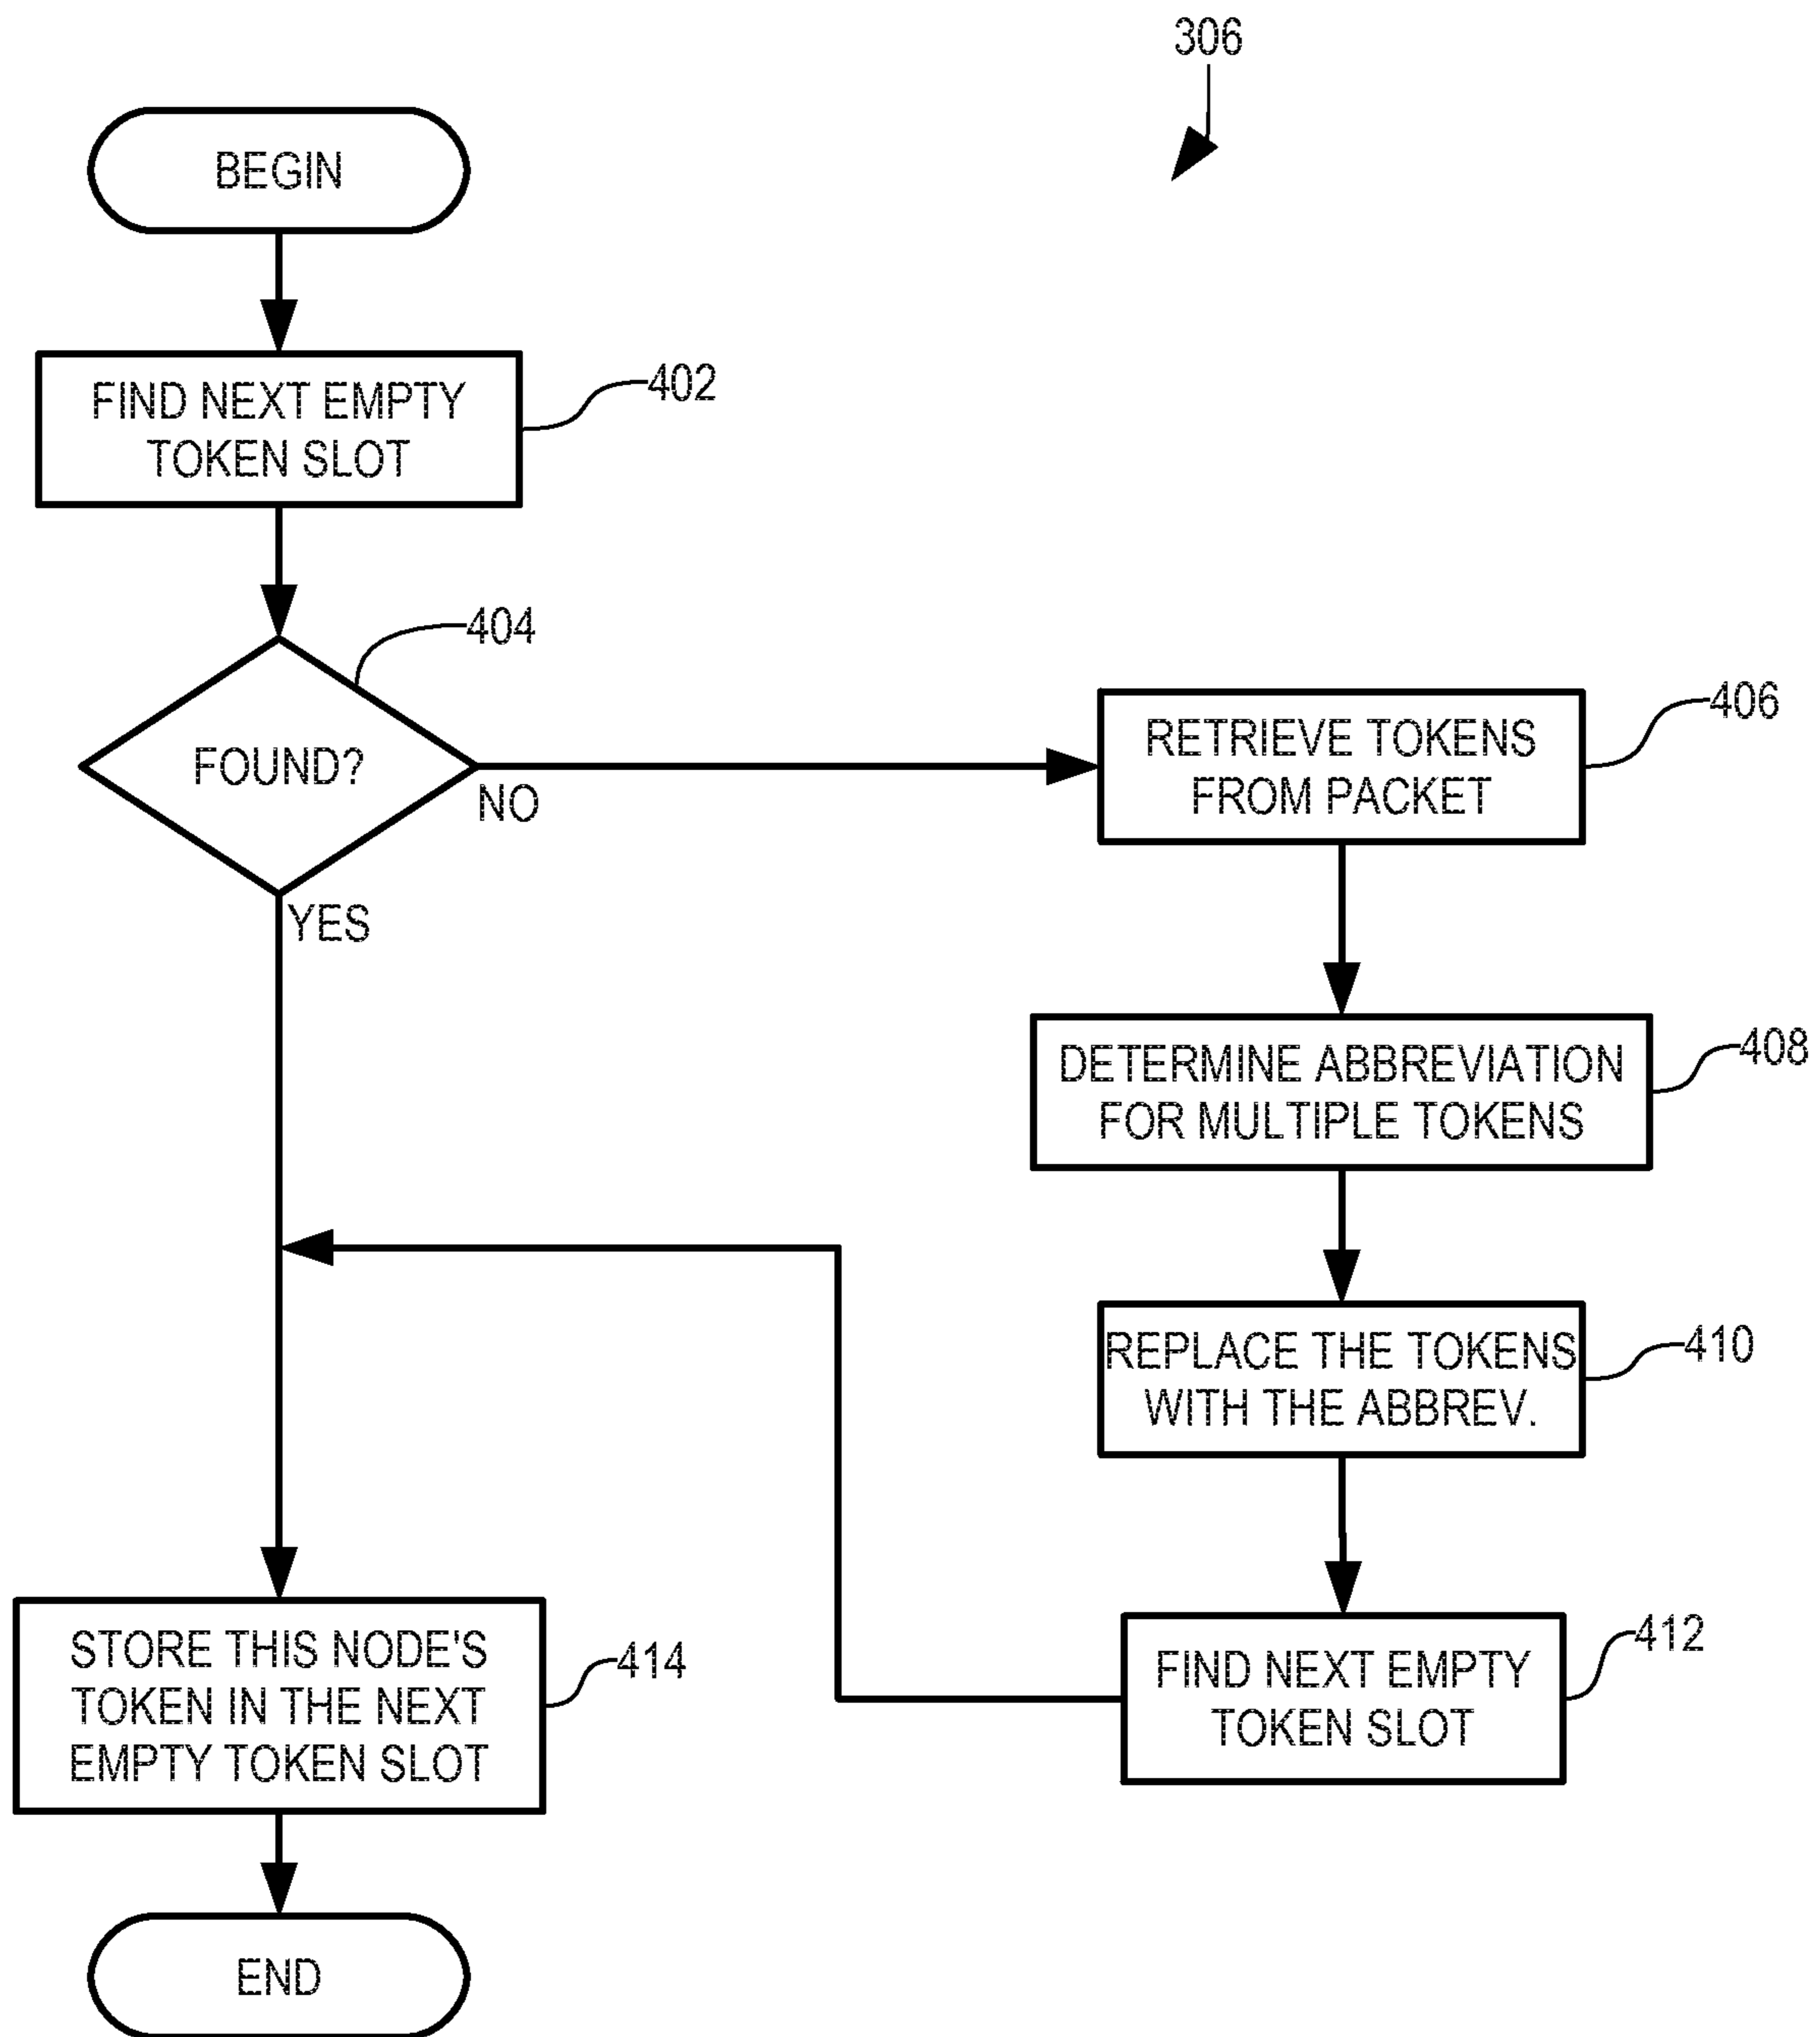 306
BEGIN
FIND NEXT EMPTY
TOKEN SLOT
402
FOUND?
404
NO
YES
RETRIEVE TOKENS
FROM PACKET
406
DETERMINE ABBREVIATION
FOR MULTIPLE TOKENS
408
REPLACE THE TOKENS
WITH THE ABBREV.
410
FIND NEXT EMPTY
TOKEN SLOT
412
STORE THIS NODE'S
TOKEN IN THE NEXT
EMPTY TOKEN SLOT
414
END